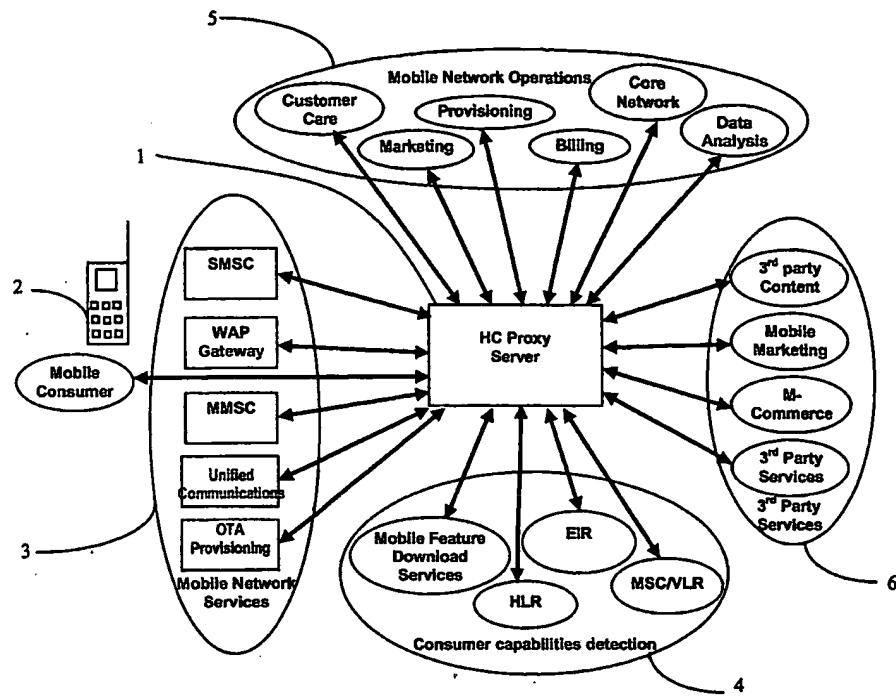 5
Mobile Network Operations
Customer
Care
Provisioning
Core
Network
Marketing
Billing
Data
Analysis
1
2
Mobile
Consumer
SMSC
WAP
Gateway
MMSC
Unified
Communications
OTA
Provisioning
Mobile Network
Services
3
HC Proxy
Server
3rd party
Content
Mobile
Marketing
M-
Commerce
3rd Party
Services
3rd Party
Services
6
Mobile Feature
Download
Services
EIR
HLR
MSC/VLR
Consumer capabilities detection
4